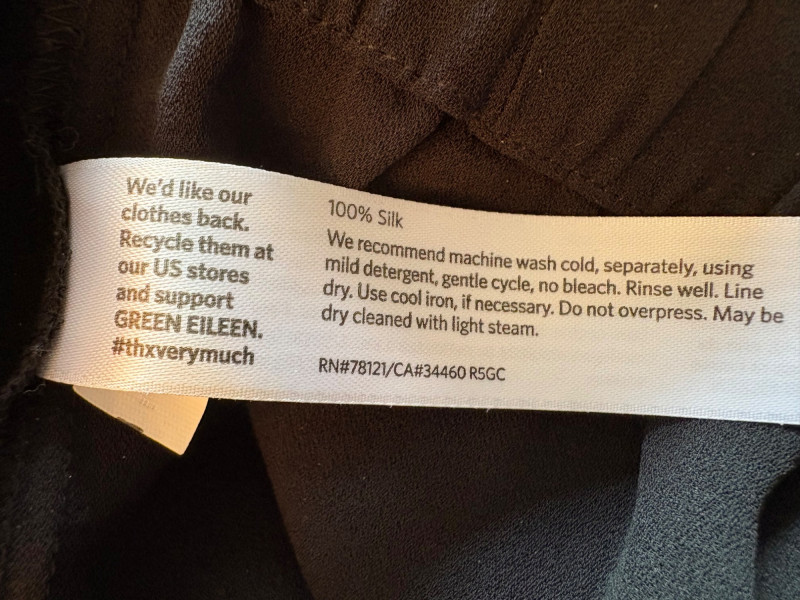 We'd like our
clothes back.
Recycle them at
our US stores
and support
GREEN EILEEN.
#thxverymuch
100% Silk
We recommend machine wash cold, separately, using
mild detergent, gentle cycle, no bleach. Rinse well. Line
dry. Use cool iron, if necessary. Do not overpress. May be
dry cleaned with light steam.
RN#78121/CA#34460 R5GC